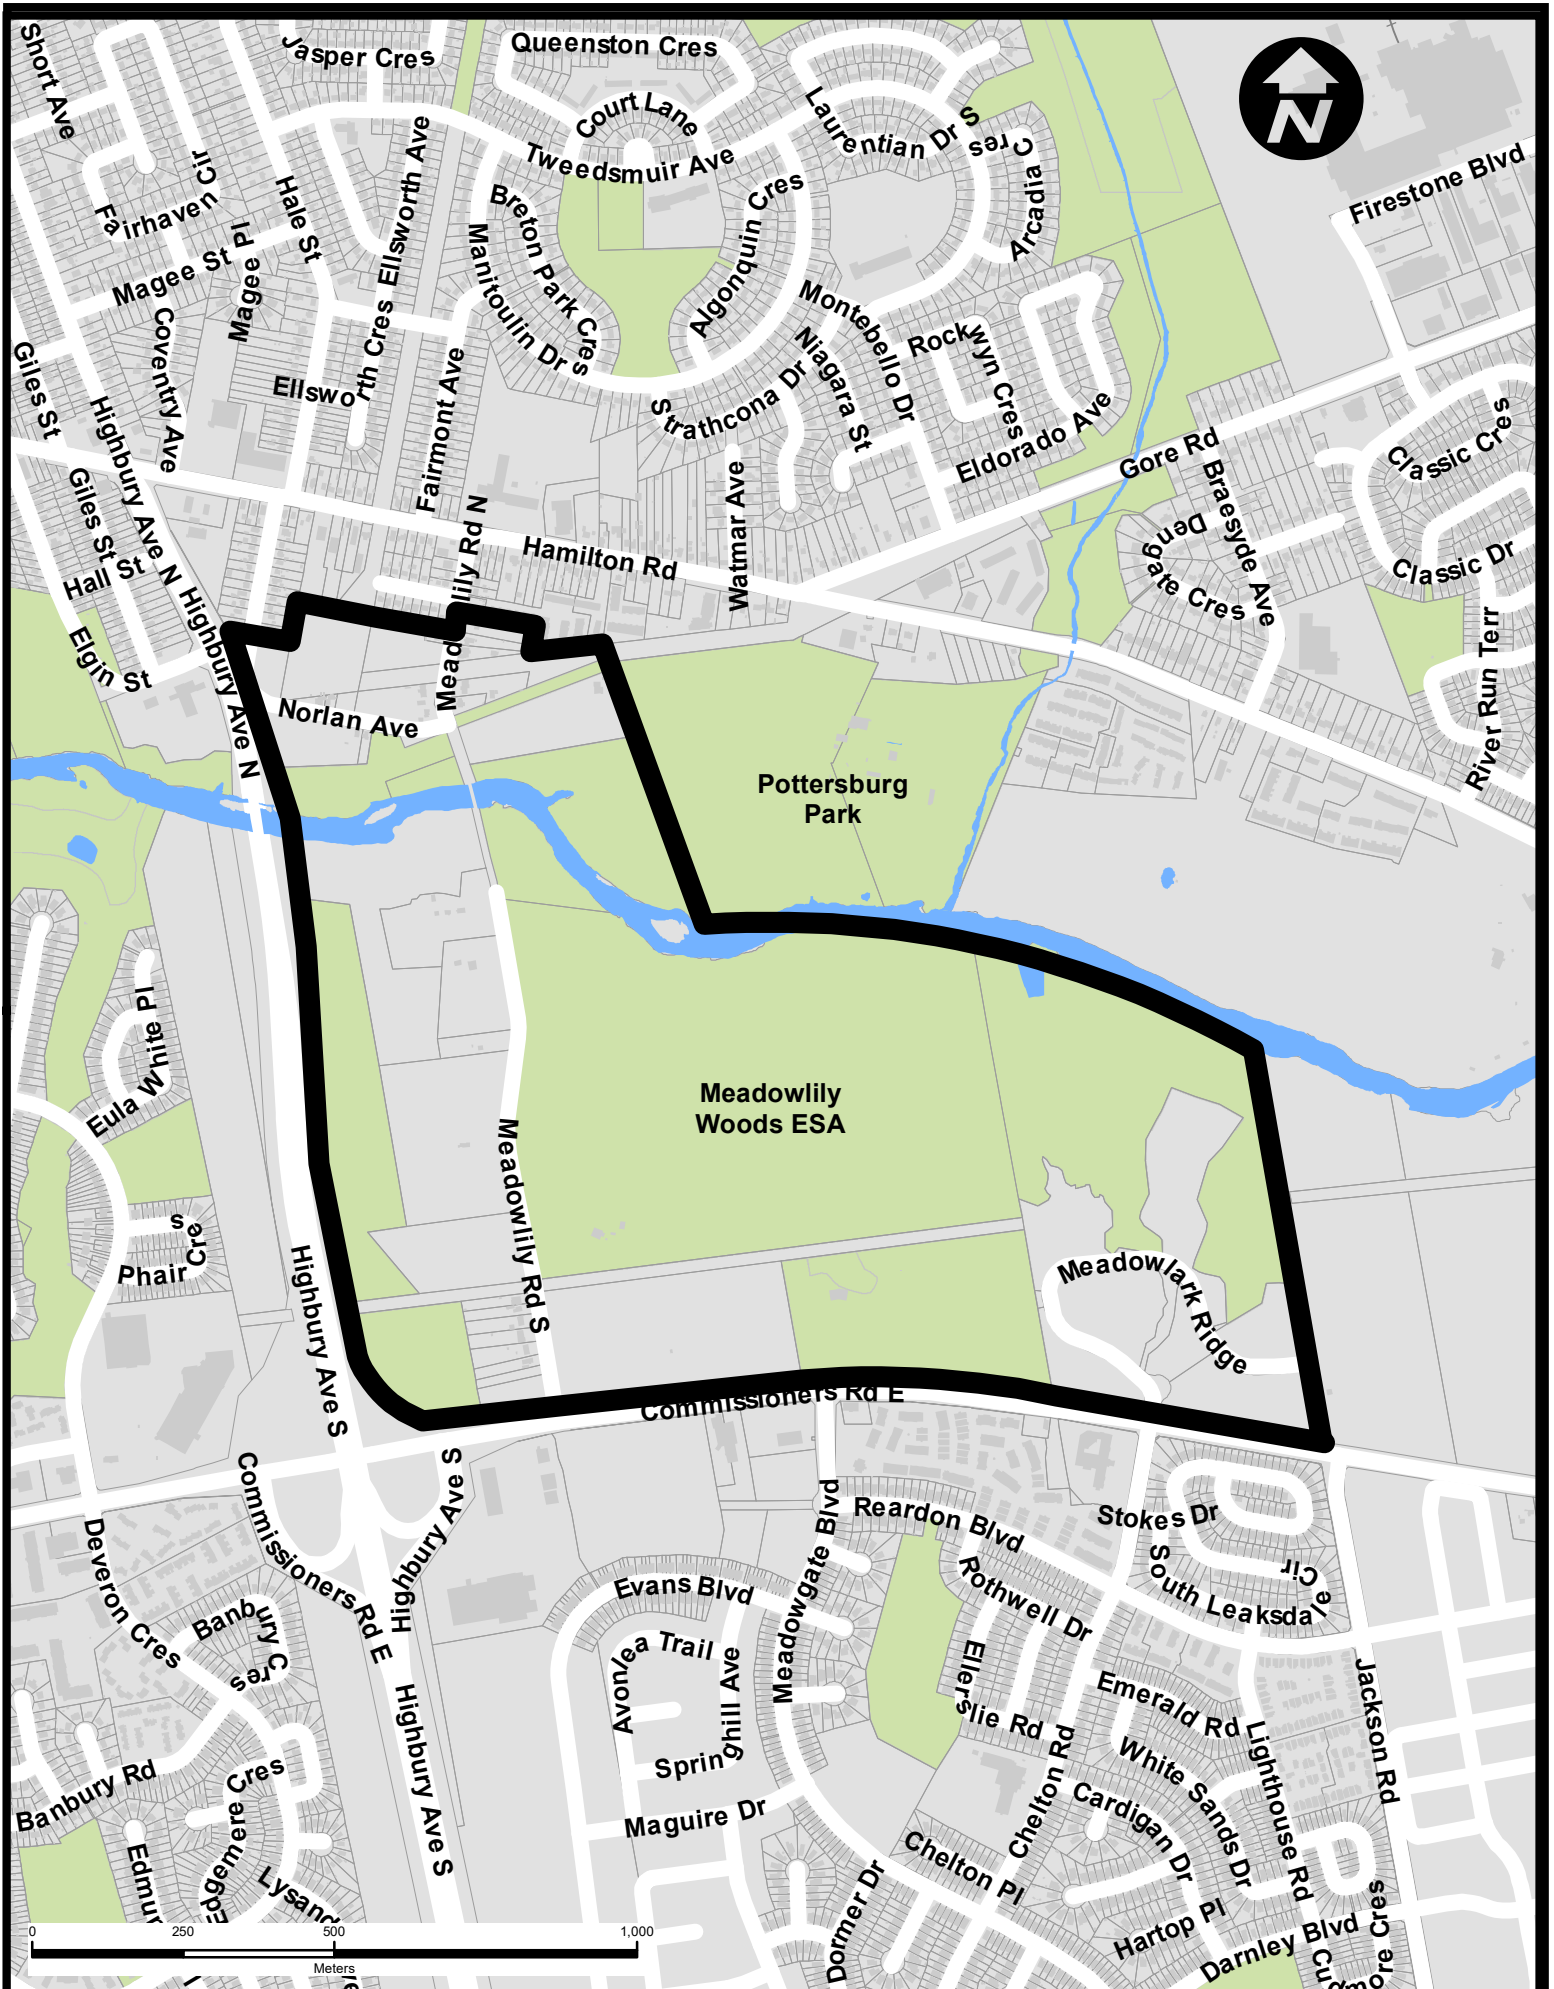 Short Ave
Jasper Cres
Queenston Cres
Court Lane
Tweedsmuir Ave
Laurentian Dr S
Arcadia Cres
N
Firestone Blvd
Fairhaven Cir
Hale St
Ellsworth Ave
Magee St
Magee Pl
Breton Park Cres
Manitoulin Dr S
Algonquin Cres
Montebello Dr
Rockwyn Cres
Niagara St
Strathcona Dr
Eldorado Ave
Coventry Ave
Giles St
Highbury Ave N
Ellsworth Cres
Fairmont Ave
Gore Rd
Classic Cres
Classic Dr
Braesyde Ave
Dengate Cres
River Run Terr
Giles St
Hall St
Elgin St
Highbury Ave N
Hamilton Rd
Watmar Ave
Meadowlily Rd N
Norlan Ave
Pottersburg
Park
Eula White Pl
Meadowlily
Woods ESA
Meadowlily Rd S
Phair Cres
Highbury Ave S
Meadowlark Ridge
Commissioners Rd E
Commissioners Rd E
Highbury Ave S
Deveron Cres
Banbury Cres
Meadowgate Blvd
Reardon Blvd
Stokes Dr
South Leaksdale Cir
Evans Blvd
Rothwell Dr
Avonlea Trail
Springhill Ave
Ellerslie Rd
Emerald Rd
Jackson Rd
Highbury Ave S
Banbury Rd
Edgemere Cres
Maguire Dr
Chelton Rd
White Sands Dr
Cardigan Dr
Lighthouse Rd
Chelton Pl
Dormer Dr
Hartop Pl
Darnley Blvd
Cudmore Cres
Edmu
Lysand
0 250 500 1,000
Meters